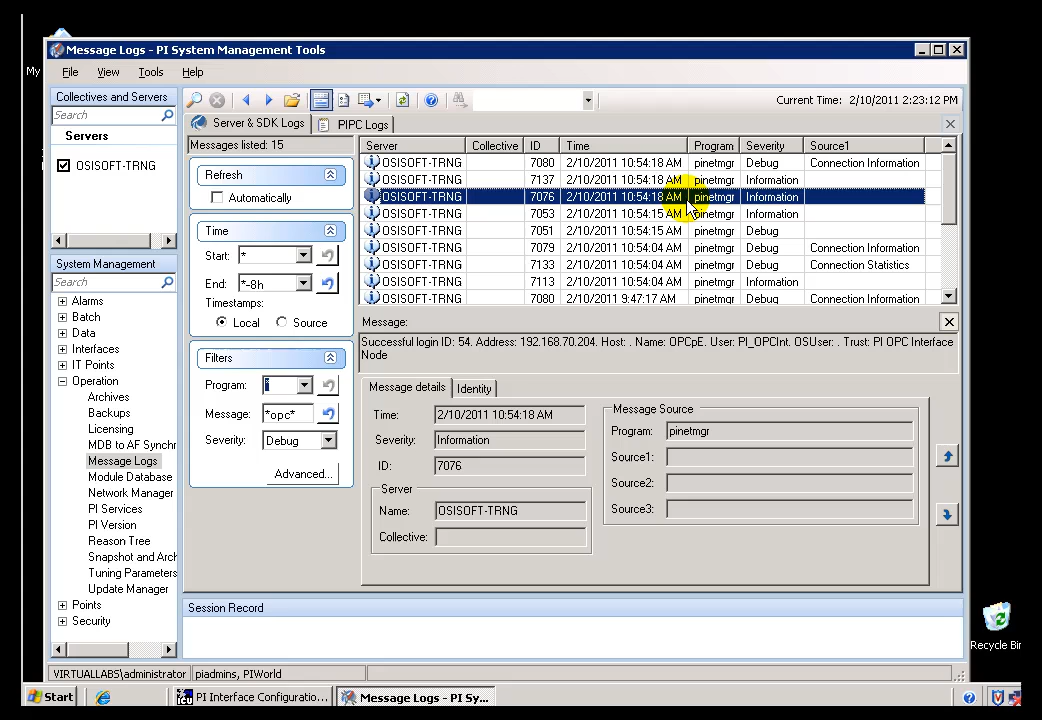 Message Logs - PI System Management Tools
My
File View Tools Help
Collectives and Servers
Search
Servers
OSISOFT-TRNG
Current Time: 2/10/2011 2:23:12 PM
Server & SDK Logs PIPC Logs
Messages listed: 15
Refresh
Automatically
Time
Start: *
End: *-8h
Timestamps:
Local Source
Filters
Program: *
Message: *opc*
Severity: Debug
Advanced...
Server Collective ID Time Program Severity Source1
OSISOFT-TRNG 7080 2/10/2011 10:54:18 AM pinetmgr Debug Connection Information
OSISOFT-TRNG 7137 2/10/2011 10:54:18 AM pinetmgr Information
OSISOFT-TRNG 7076 2/10/2011 10:54:18 AM pinetmgr Information
OSISOFT-TRNG 7053 2/10/2011 10:54:15 AM pinetmgr Information
OSISOFT-TRNG 7051 2/10/2011 10:54:15 AM pinetmgr Debug
OSISOFT-TRNG 7079 2/10/2011 10:54:04 AM pinetmgr Debug Connection Information
OSISOFT-TRNG 7133 2/10/2011 10:54:04 AM pinetmgr Debug Connection Statistics
OSISOFT-TRNG 7113 2/10/2011 10:54:04 AM pinetmgr Information
OSISOFT-TRNG 7080 2/10/2011 9:47:17 AM pinetmgr Debug Connection Information
System Management
Search
Alarms
Batch
Data
Interfaces
IT Points
Operation
Archives
Backups
Licensing
MDB to AF Synchr
Message Logs
Module Database
Network Manager
PI Services
PI Version
Reason Tree
Snapshot and Arch
Tuning Parameters
Update Manager
Points
Security
Message:
Successful login ID: 54. Address: 192.168.70.204. Host: . Name: OPCpE. User: PI_OPCInt. OSUser: . Trust: PI OPC Interface
Node
Message details Identity
Time: 2/10/2011 10:54:18 AM
Severity: Information
ID: 7076
Server
Name: OSISOFT-TRNG
Collective:
Message Source
Program: pinetmgr
Source1:
Source2:
Source3:
Session Record
Recycle Bin
VIRTUALLABS\administrator piadmins, PIWorld
Start PI Interface Configuratio... Message Logs - PI Sy...